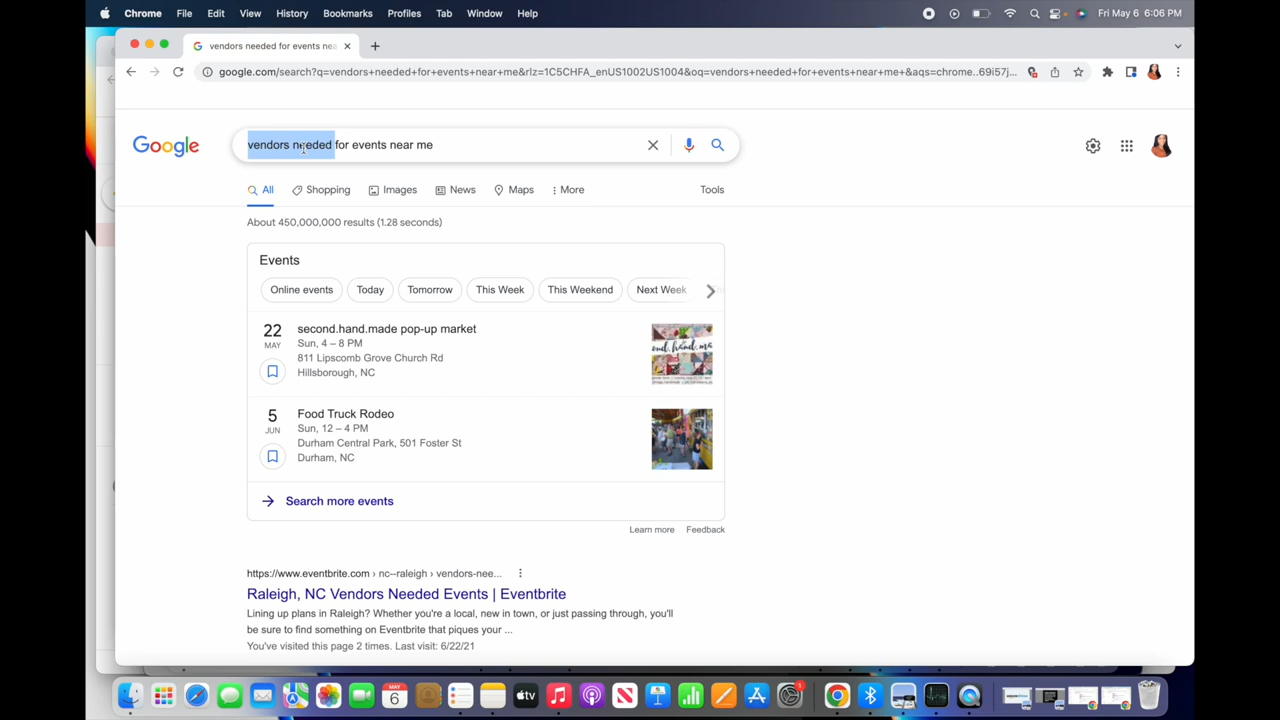 Chrome File Edit View History Bookmarks Profiles Tab Window Help Fri May 6 6:06 PM
vendors needed for events nea
google.com/search?q=vendors+needed+for+events+near+me&rlz=1C5CHFA_enUS1002US1004&oq=vendors+needed+for+events+near+me+&aqs=chrome..69i57j...
Google vendors needed for events near me
All Shopping Images News Maps More Tools
About 450,000,000 results (1.28 seconds)
Events
Online events Today Tomorrow This Week This Weekend Next Week
22 second.hand.made pop-up market
MAY Sun, 4 – 8 PM
811 Lipscomb Grove Church Rd
Hillsborough, NC
5 Food Truck Rodeo
JUN Sun, 12 – 4 PM
Durham Central Park, 501 Foster St
Durham, NC
Search more events
Learn more Feedback
https://www.eventbrite.com › nc--raleigh › vendors-nee...
Raleigh, NC Vendors Needed Events | Eventbrite
Lining up plans in Raleigh? Whether you're a local, new in town, or just passing through, you'll
be sure to find something on Eventbrite that piques your ...
You've visited this page 2 times. Last visit: 6/22/21
MAY
6
tv
1